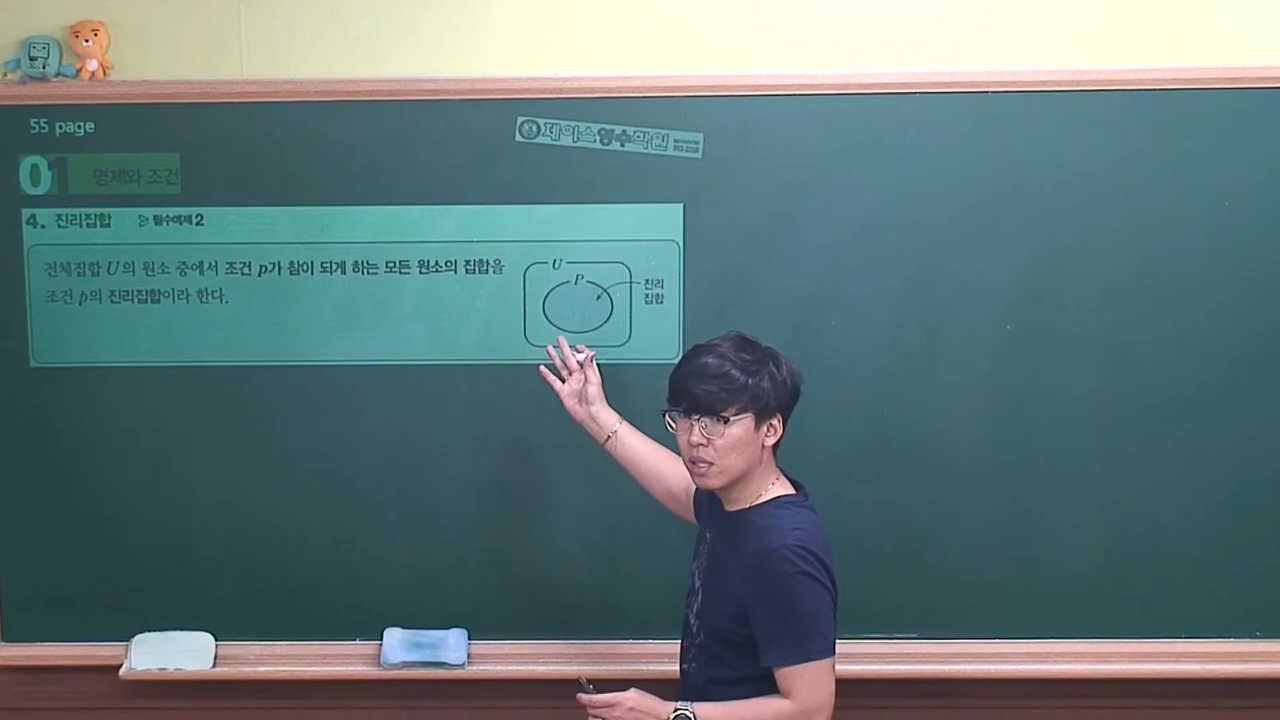 55 page
제이스영수학원
01 명제와 조건
4. 진리집합 ▷ 필수예제 2
전체집합 U의 원소 중에서 조건 p가 참이 되게 하는 모든 원소의 집합을
조건 p의 진리집합이라 한다.
U
P
진리
집합